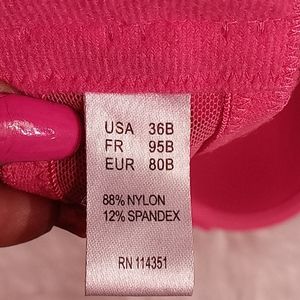 USA 36B
FR 95B
EUR 80B
88% NYLON
12% SPANDEX
RN 114351